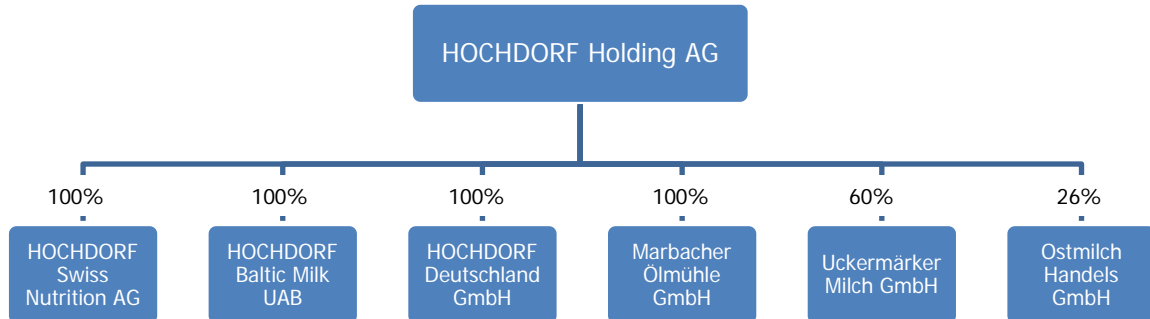 HOCHDORF Holding AG
100%
100%
100%
100%
60%
26%
HOCHDORF
Swiss
Nutrition AG
HOCHDORF
Baltic Milk
UAB
HOCHDORF
Deutschland
GmbH
Marbacher
Ölmühle
GmbH
Uckermärker
Milch GmbH
Ostmilch
Handels
GmbH